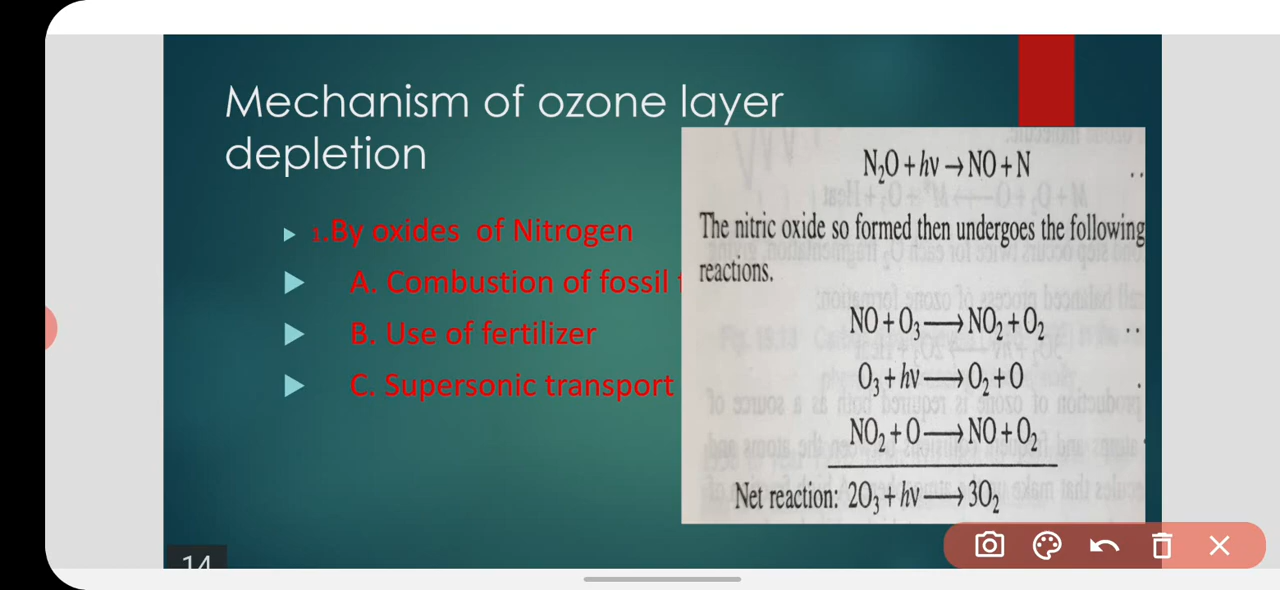 Mechanism of ozone layer
depletion
1.By oxides of Nitrogen
A. Combustion of fossil
B. Use of fertilizer
C. Supersonic transport
N₂O + hν → NO + N ..
The nitric oxide so formed then undergoes the following
reactions.
NO + O₃ ⟶ NO₂ + O₂ ..
O₃ + hν ⟶ O₂ + O .
NO₂ + O ⟶ NO + O₂
Net reaction: 2O₃ + hν ⟶ 3O₂
14